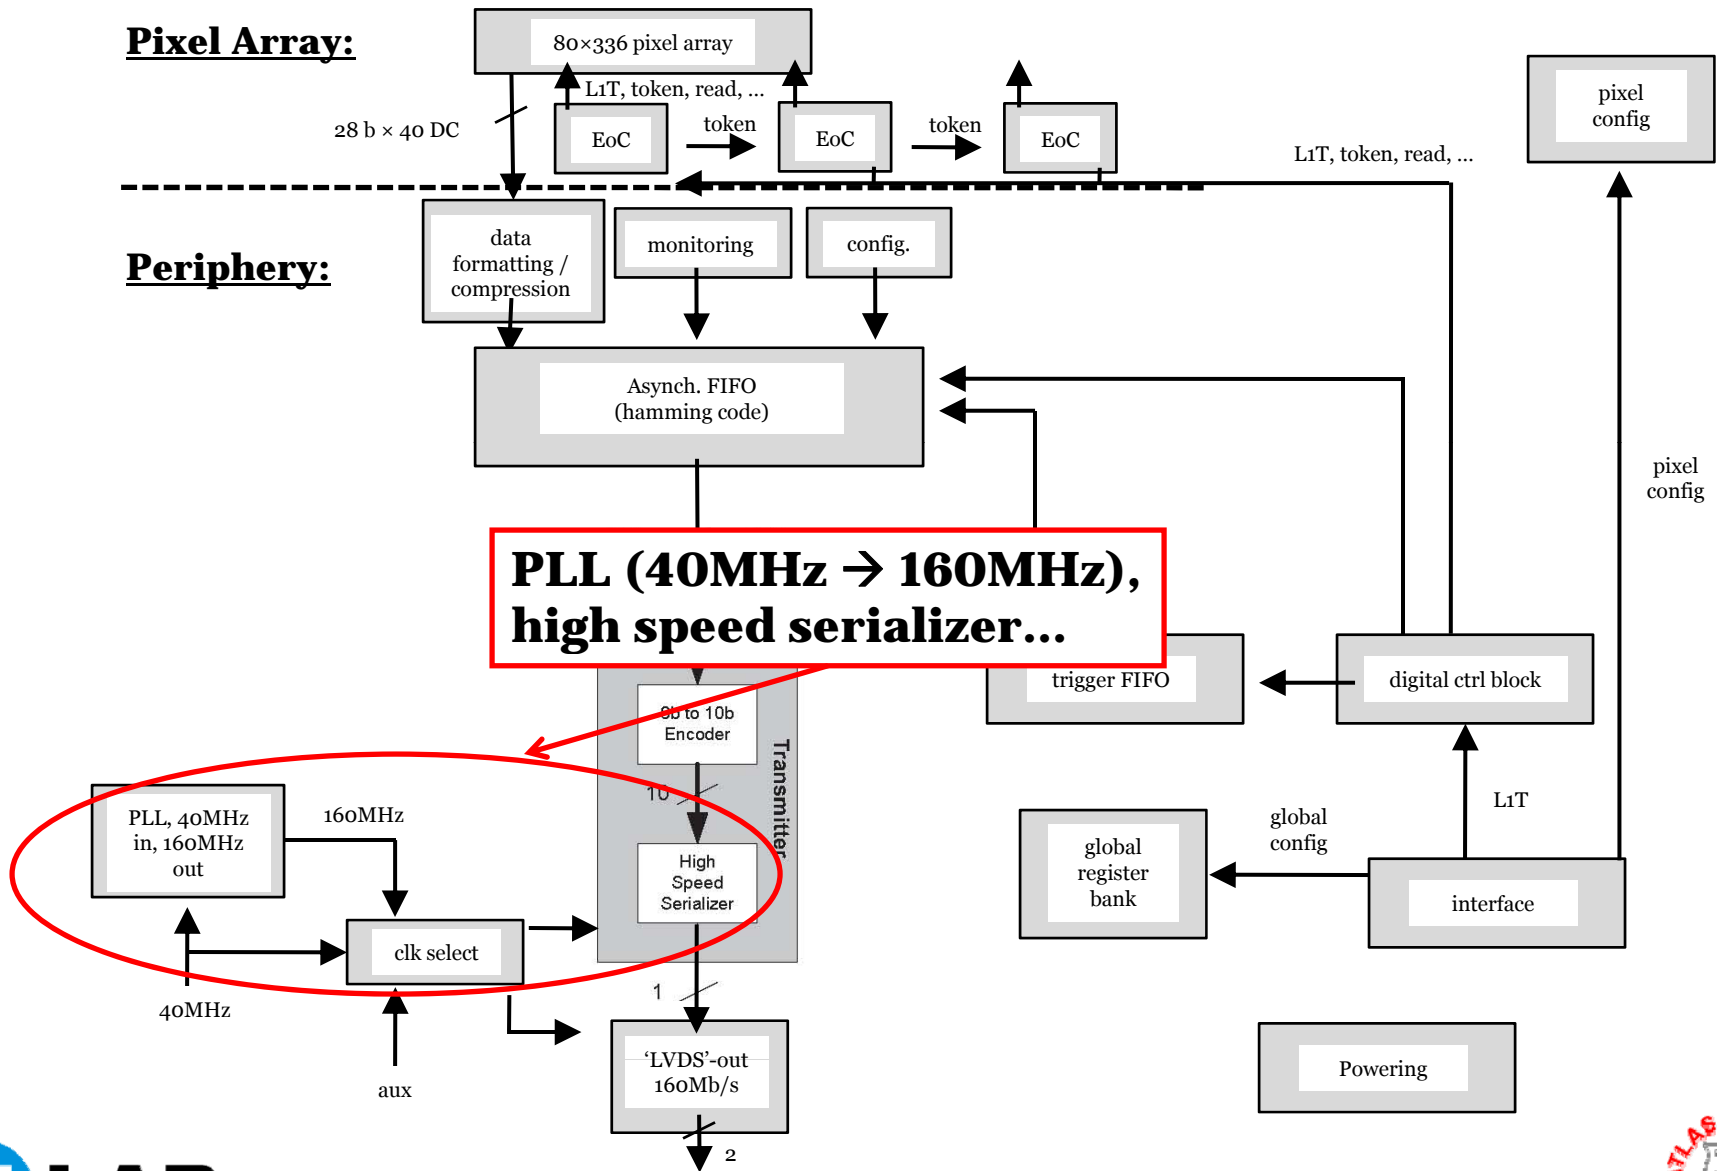 Pixel Array:
80×336 pixel array
L1T, token, read, ...
28 b × 40 DC
EoC
token
EoC
token
EoC
L1T, token, read, ...
pixel
config
Periphery:
data
formatting /
compression
monitoring
config.
Asynch. FIFO
(hamming code)
pixel
config
PLL (40MHz → 160MHz),
high speed serializer...
trigger FIFO
digital ctrl block
8b to 10b
Encoder
Transmitter
10
PLL, 40MHz
in, 160MHz
out
160MHz
High
Speed
Serializer
clk select
40MHz
aux
1
'LVDS'-out
160Mb/s
2
global
register
bank
global
config
L1T
interface
Powering
LAB
ATLAS